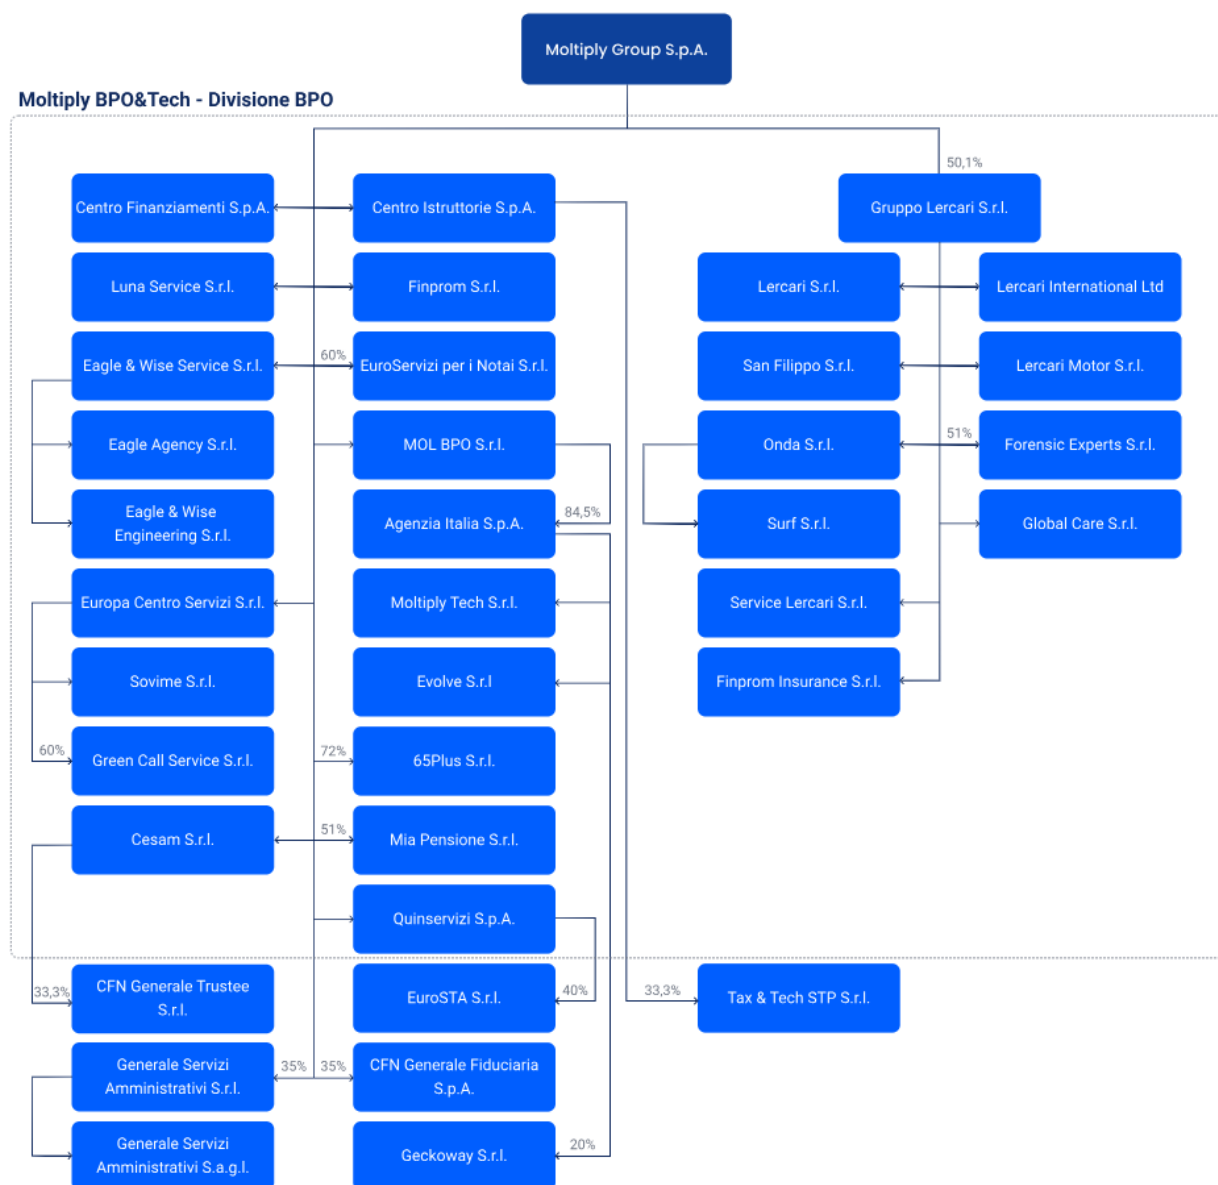 Moltiply Group S.p.A.
Moltiply BPO&Tech - Divisione BPO
50,1%
Centro Finanziamenti S.p.A.
Centro Istruttorie S.p.A.
Gruppo Lercari S.r.l.
Luna Service S.r.l.
Finprom S.r.l.
Lercari S.r.l.
Lercari International Ltd
Eagle & Wise Service S.r.l.
60%
EuroServizi per i Notai S.r.l.
San Filippo S.r.l.
Lercari Motor S.r.l.
Eagle Agency S.r.l.
MOL BPO S.r.l.
Onda S.r.l.
51%
Forensic Experts S.r.l.
Eagle & Wise
Engineering S.r.l.
Agenzia Italia S.p.A.
84,5%
Surf S.r.l.
Global Care S.r.l.
Europa Centro Servizi S.r.l.
Moltiply Tech S.r.l.
Service Lercari S.r.l.
Sovime S.r.l.
Evolve S.r.l
Finprom Insurance S.r.l.
60%
Green Call Service S.r.l.
72%
65Plus S.r.l.
Cesam S.r.l.
51%
Mia Pensione S.r.l.
Quinservizi S.p.A.
33,3%
CFN Generale Trustee
S.r.l.
EuroSTA S.r.l.
40%
33,3%
Tax & Tech STP S.r.l.
Generale Servizi
Amministrativi S.r.l.
35%
35%
CFN Generale Fiduciaria
S.p.A.
Generale Servizi
Amministrativi S.a.g.l.
Geckoway S.r.l.
20%